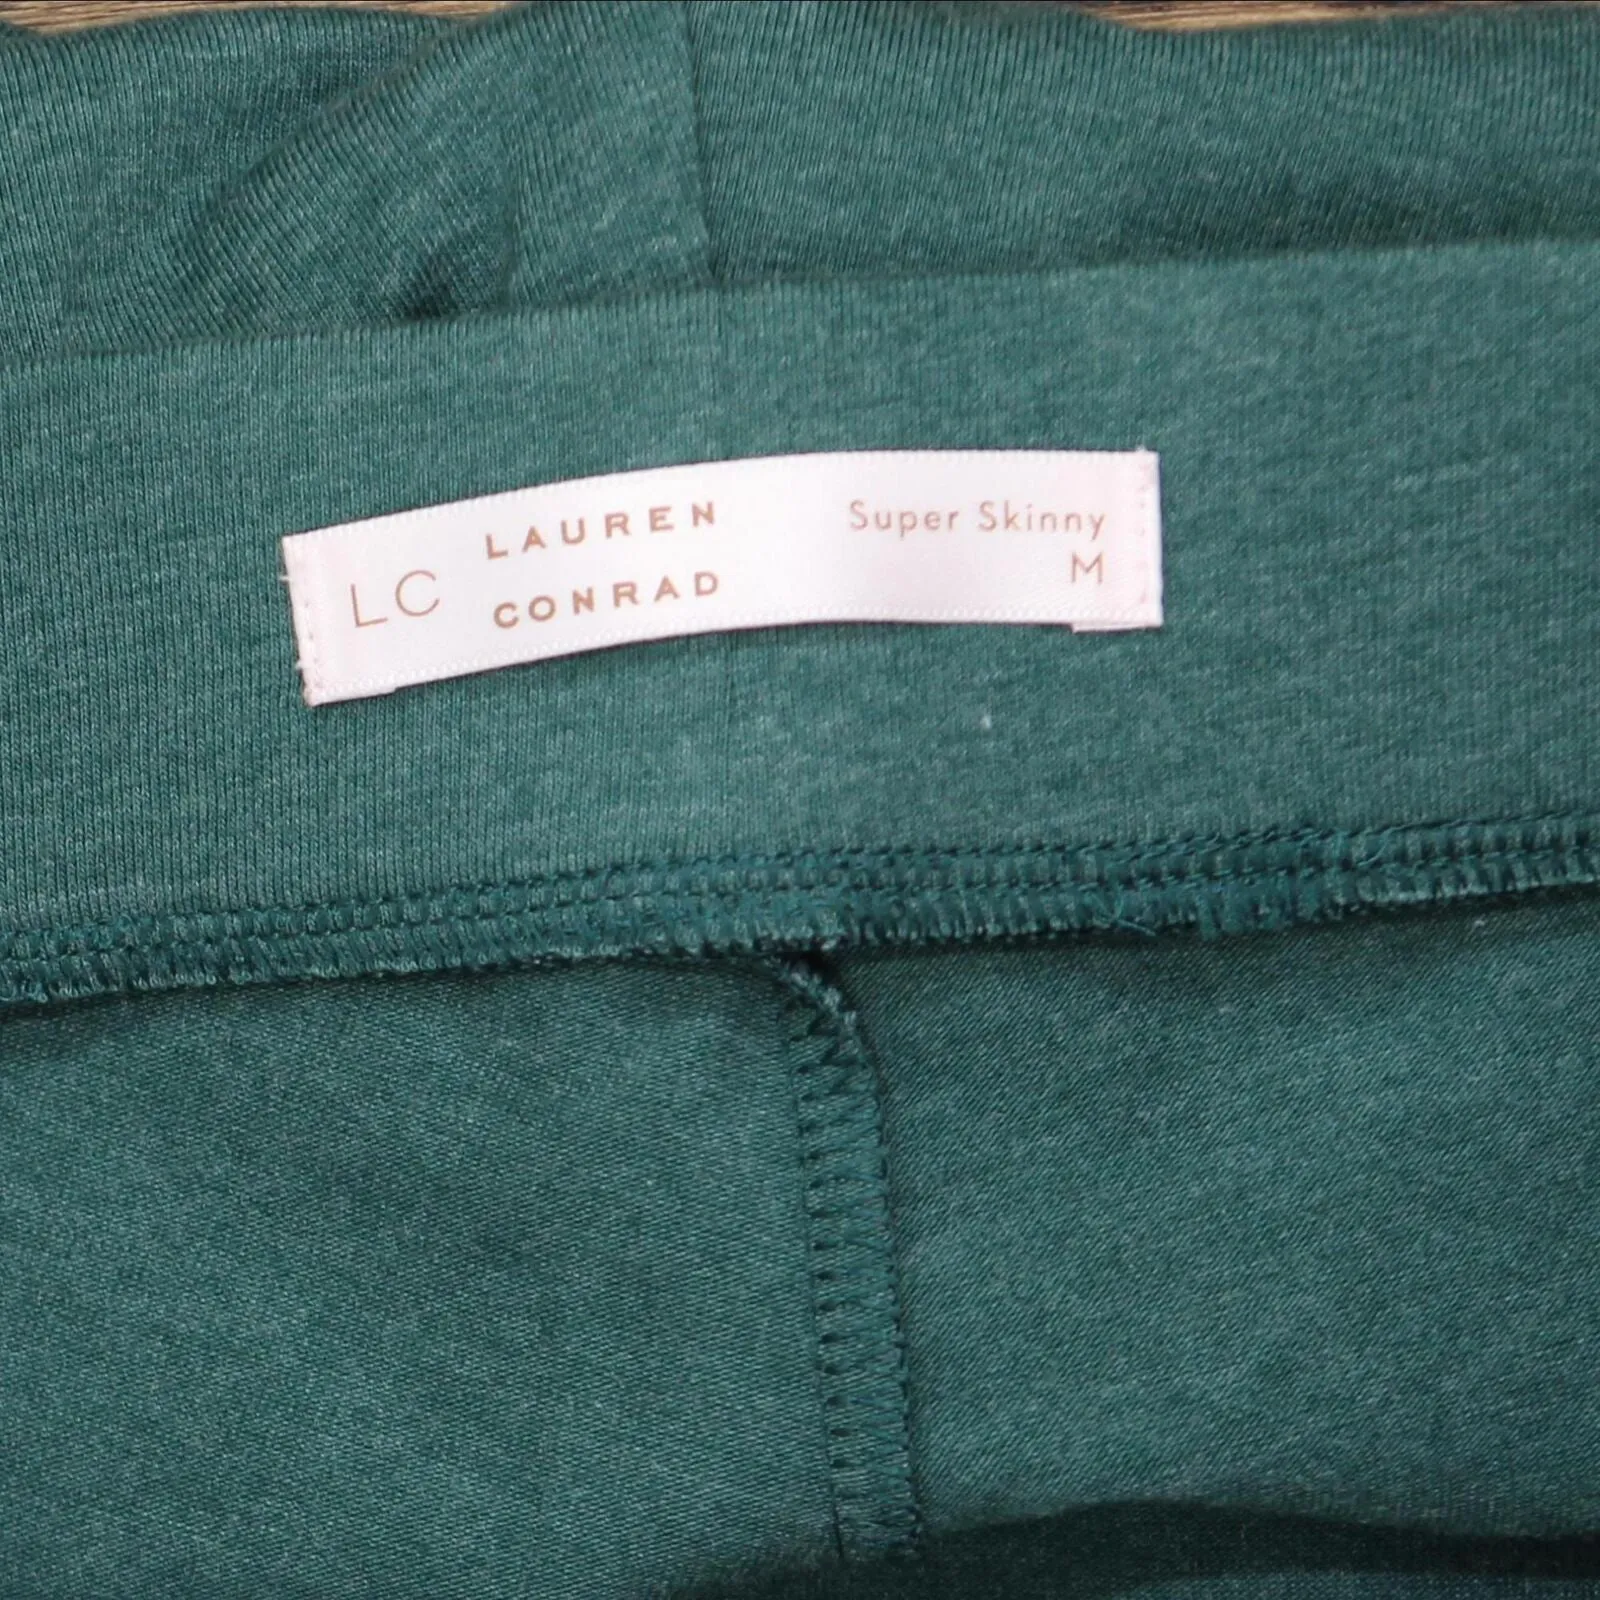 LC
LAUREN
CONRAD
Super Skinny
M